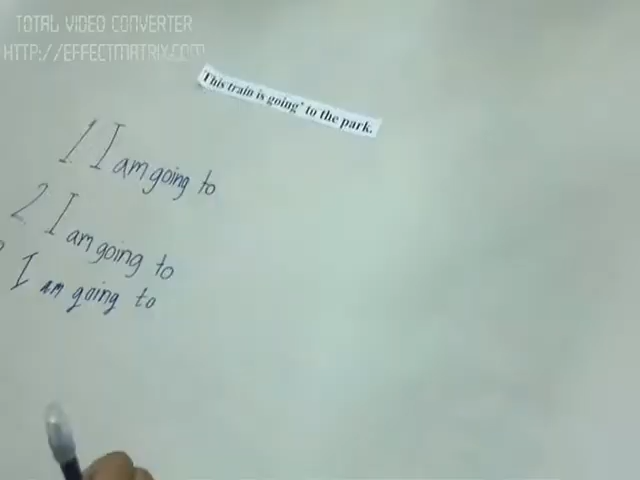 TOTAL VIDEO CONVERTER
HTTP://EFFECTMATRIX.COM
This train is going' to the park.
1. I am going to
2. I am going to
I am going to